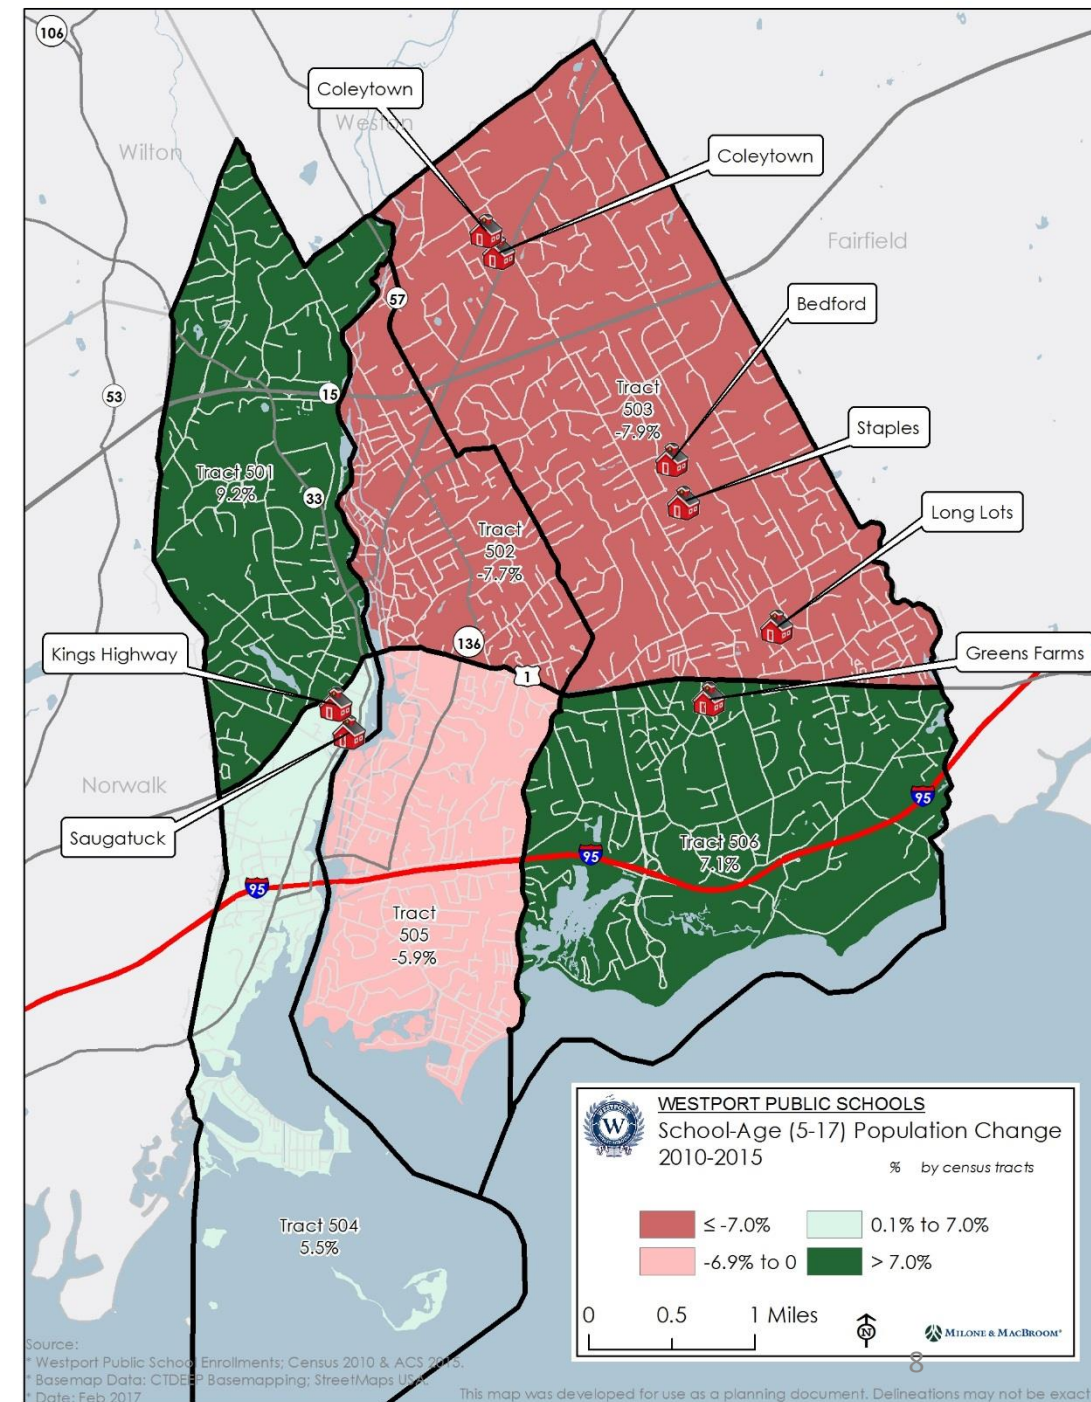 106
Coleytown
Weston
Wilton
Coleytown
Fairfield
57
Bedford
53
15
Tract
503
-7.9%
Staples
Tract 501
9.2%
33
Long Lots
Tract
502
-7.7%
Kings Highway
136
1
Greens Farms
Norwalk
Saugatuck
95
95
95
Tract 506
7.1%
Tract
505
-5.9%
Tract 504
5.5%
WESTPORT PUBLIC SCHOOLS
School-Age (5-17) Population Change
2010-2015
% by census tracts
W
≤ -7.0%
0.1% to 7.0%
-6.9% to 0
> 7.0%
0 0.5 1 Miles
N
MILONE & MACBROOM®
8
Source:
* Westport Public School Enrollments; Census 2010 & ACS 2015.
* Basemap Data: CTDEEP Basemapping; StreetMaps USA
* Date: Feb 2017
This map was developed for use as a planning document. Delineations may not be exact